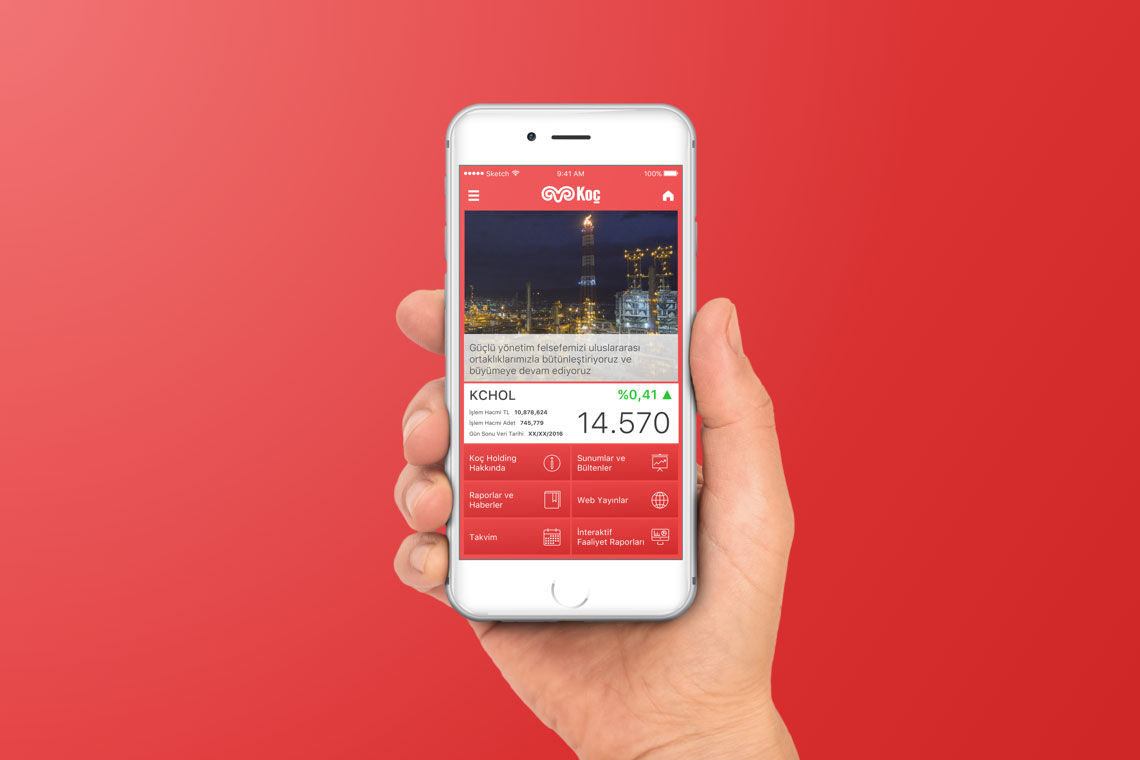 Sketch 9:41 AM 100%
Koç
Güçlü yönetim felsefemizi uluslararası
ortaklıklarımızla bütünleştiriyoruz ve
büyümeye devam ediyoruz
KCHOL %0,41 ▲
İşlem Hacmi TL 10,878,624
İşlem Hacmi Adet 745,779
Gün Sonu Veri Tarihi XX/XX/2016
14.570
Koç Holding
Hakkında
Sunumlar ve
Bültenler
Raporlar ve
Haberler
Web Yayınlar
Takvim
İnteraktif
Faaliyet Raporları